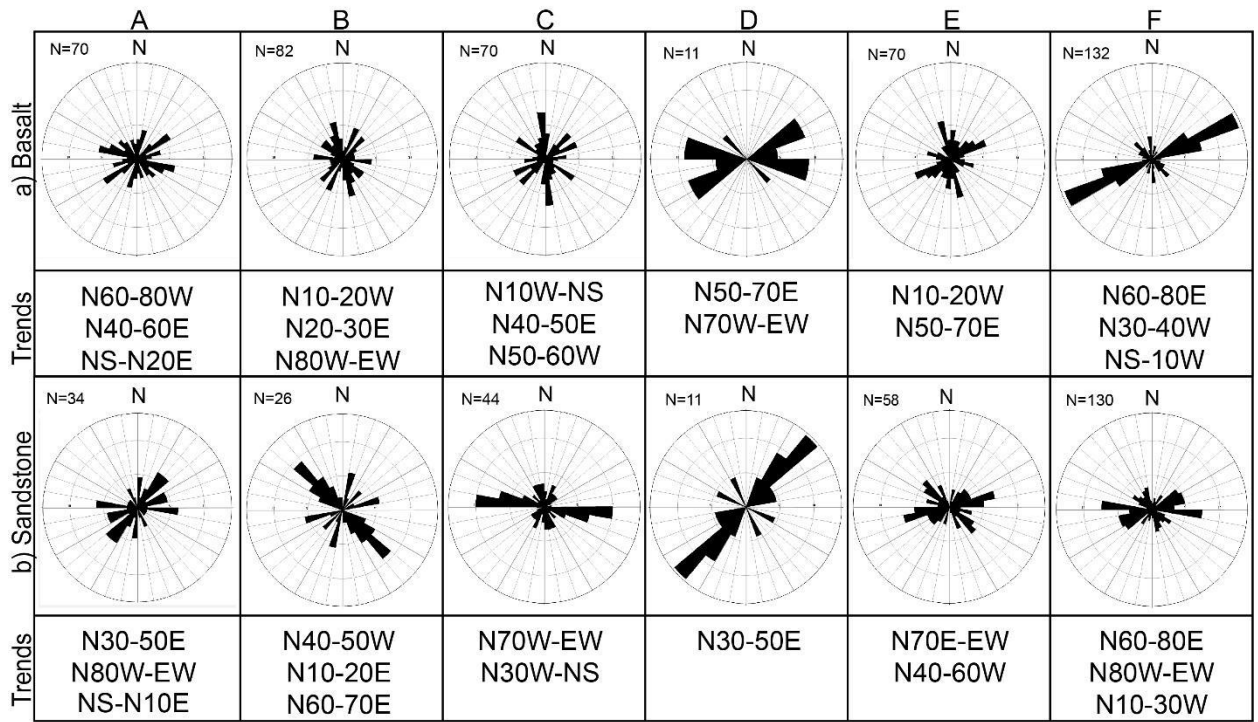 A B C D E F
a) Basalt
N=70 N N=82 N N=70 N N=11 N N=70 N N=132 N
Trends
N60-80W N10-20W N10W-NS N50-70E N10-20W N60-80E
N40-60E N20-30E N40-50E N70W-EW N50-70E N30-40W
NS-N20E N80W-EW N50-60W NS-10W
b) Sandstone
N=34 N N=26 N N=44 N N=11 N N=58 N N=130 N
Trends
N30-50E N40-50W N70W-EW N30-50E N70E-EW N60-80E
N80W-EW N10-20E N30W-NS N40-60W N80W-EW
NS-N10E N60-70E N10-30W